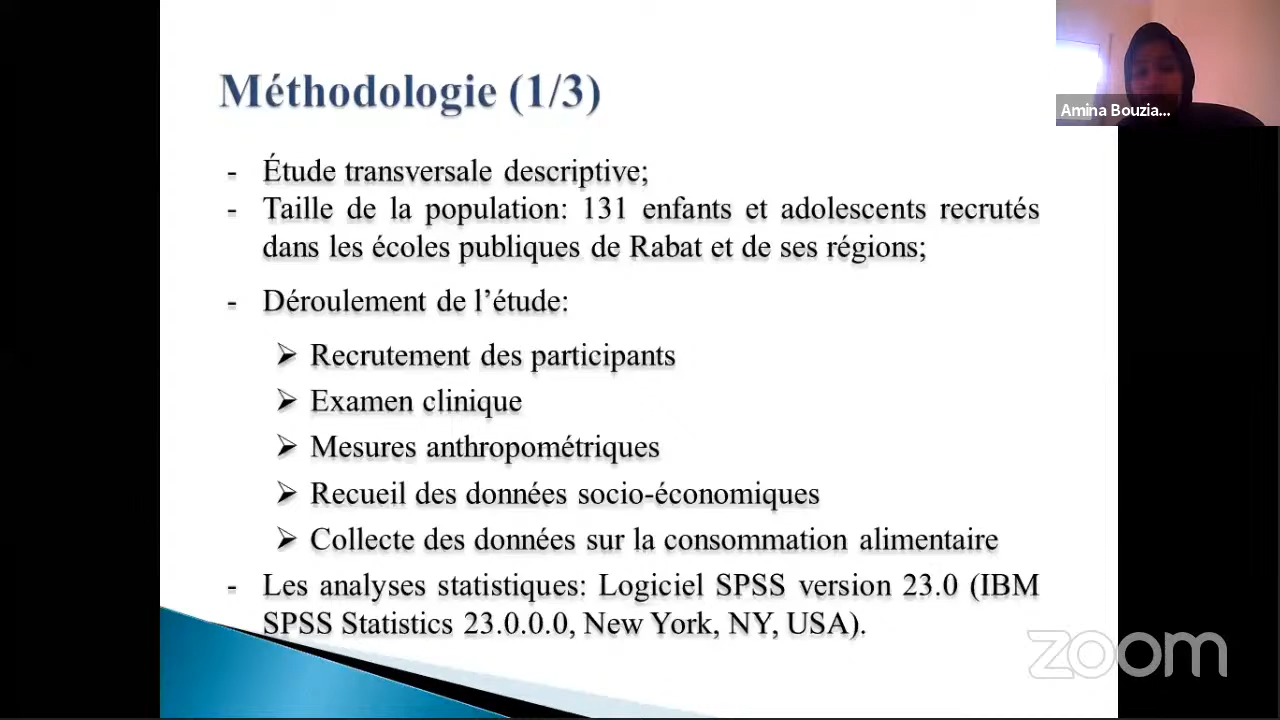 Méthodologie (1/3)
- Étude transversale descriptive;
- Taille de la population: 131 enfants et adolescents recrutés
dans les écoles publiques de Rabat et de ses régions;
- Déroulement de l’étude:
➢ Recrutement des participants
➢ Examen clinique
➢ Mesures anthropométriques
➢ Recueil des données socio-économiques
➢ Collecte des données sur la consommation alimentaire
- Les analyses statistiques: Logiciel SPSS version 23.0 (IBM
SPSS Statistics 23.0.0.0, New York, NY, USA).
Amina Bouzia...
zoom